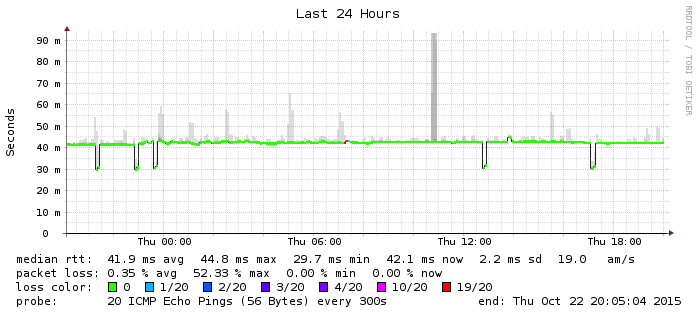 Last 24 Hours
RRDTOOL / TOBI OETIKER
Seconds
90 m
80 m
70 m
60 m
50 m
40 m
30 m
20 m
10 m
0
Thu 00:00 Thu 06:00 Thu 12:00 Thu 18:00
median rtt: 41.9 ms avg 44.8 ms max 29.7 ms min 42.1 ms now 2.2 ms sd 19.0 am/s
packet loss: 0.35 % avg 52.33 % max 0.00 % min 0.00 % now
loss color: 0 1/20 2/20 3/20 4/20 10/20 19/20
probe: 20 ICMP Echo Pings (56 Bytes) every 300s end: Thu Oct 22 20:05:04 2015